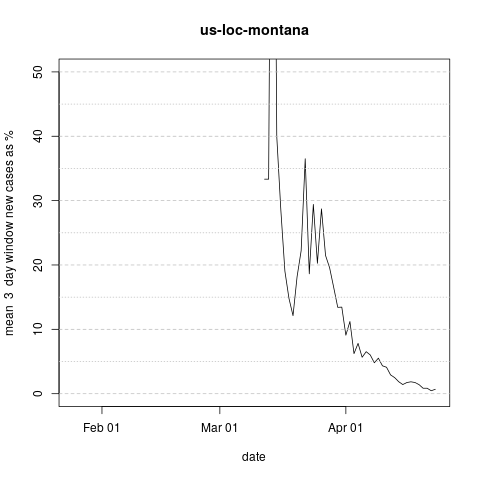 us-loc-montana
mean 3 day window new cases as %
50
40
30
20
10
0
Feb 01
Mar 01
Apr 01
date